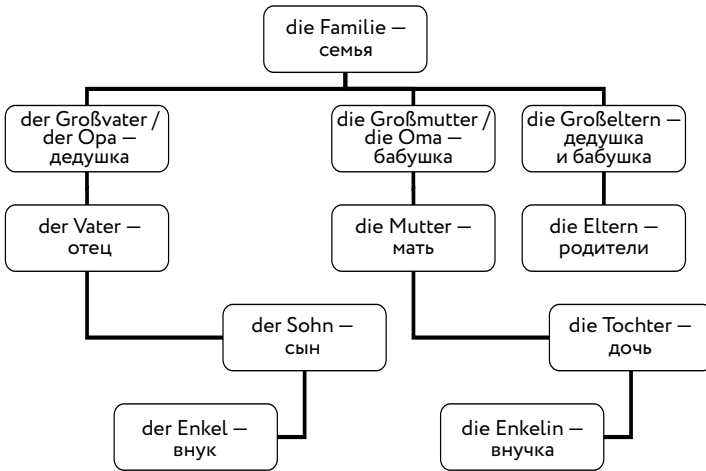 die Familie —
семья
der Großvater /
der Opa —
дедушка
die Großmutter /
die Oma —
бабушка
die Großeltern —
дедушка
и бабушка
der Vater —
отец
die Mutter —
мать
die Eltern —
родители
der Sohn —
сын
die Tochter —
дочь
der Enkel —
внук
die Enkelin —
внучка